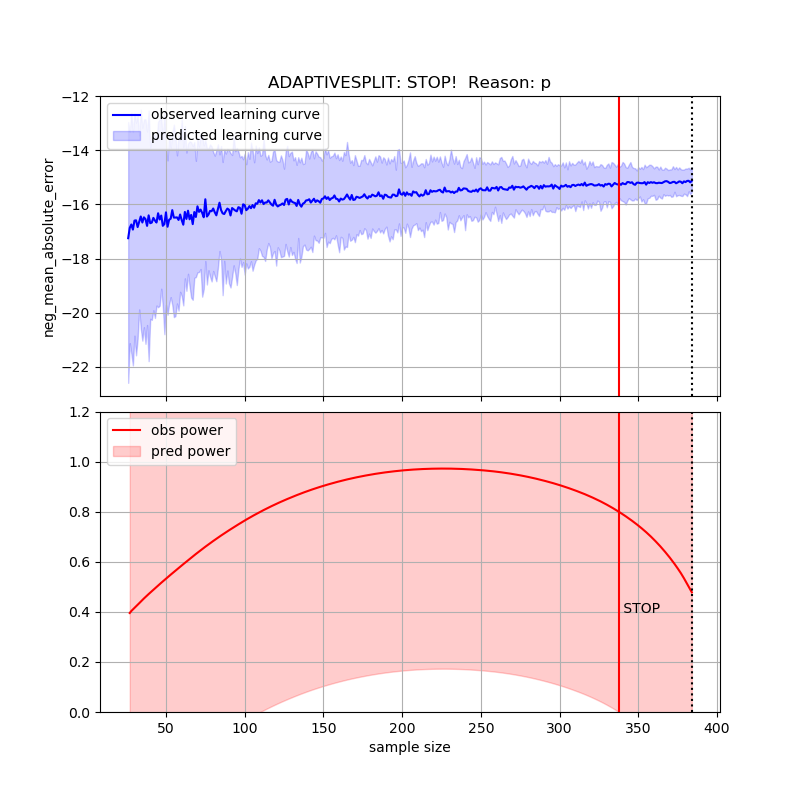 ADAPTIVESPLIT: STOP!  Reason: p
−12
observed learning curve
predicted learning curve
−14
−16
−18
−20
−22
neg_mean_absolute_error
1.2
obs power
pred power
1.0
0.8
0.6
0.4
STOP
0.2
0.0
50 100 150 200 250 300 350 400
sample size